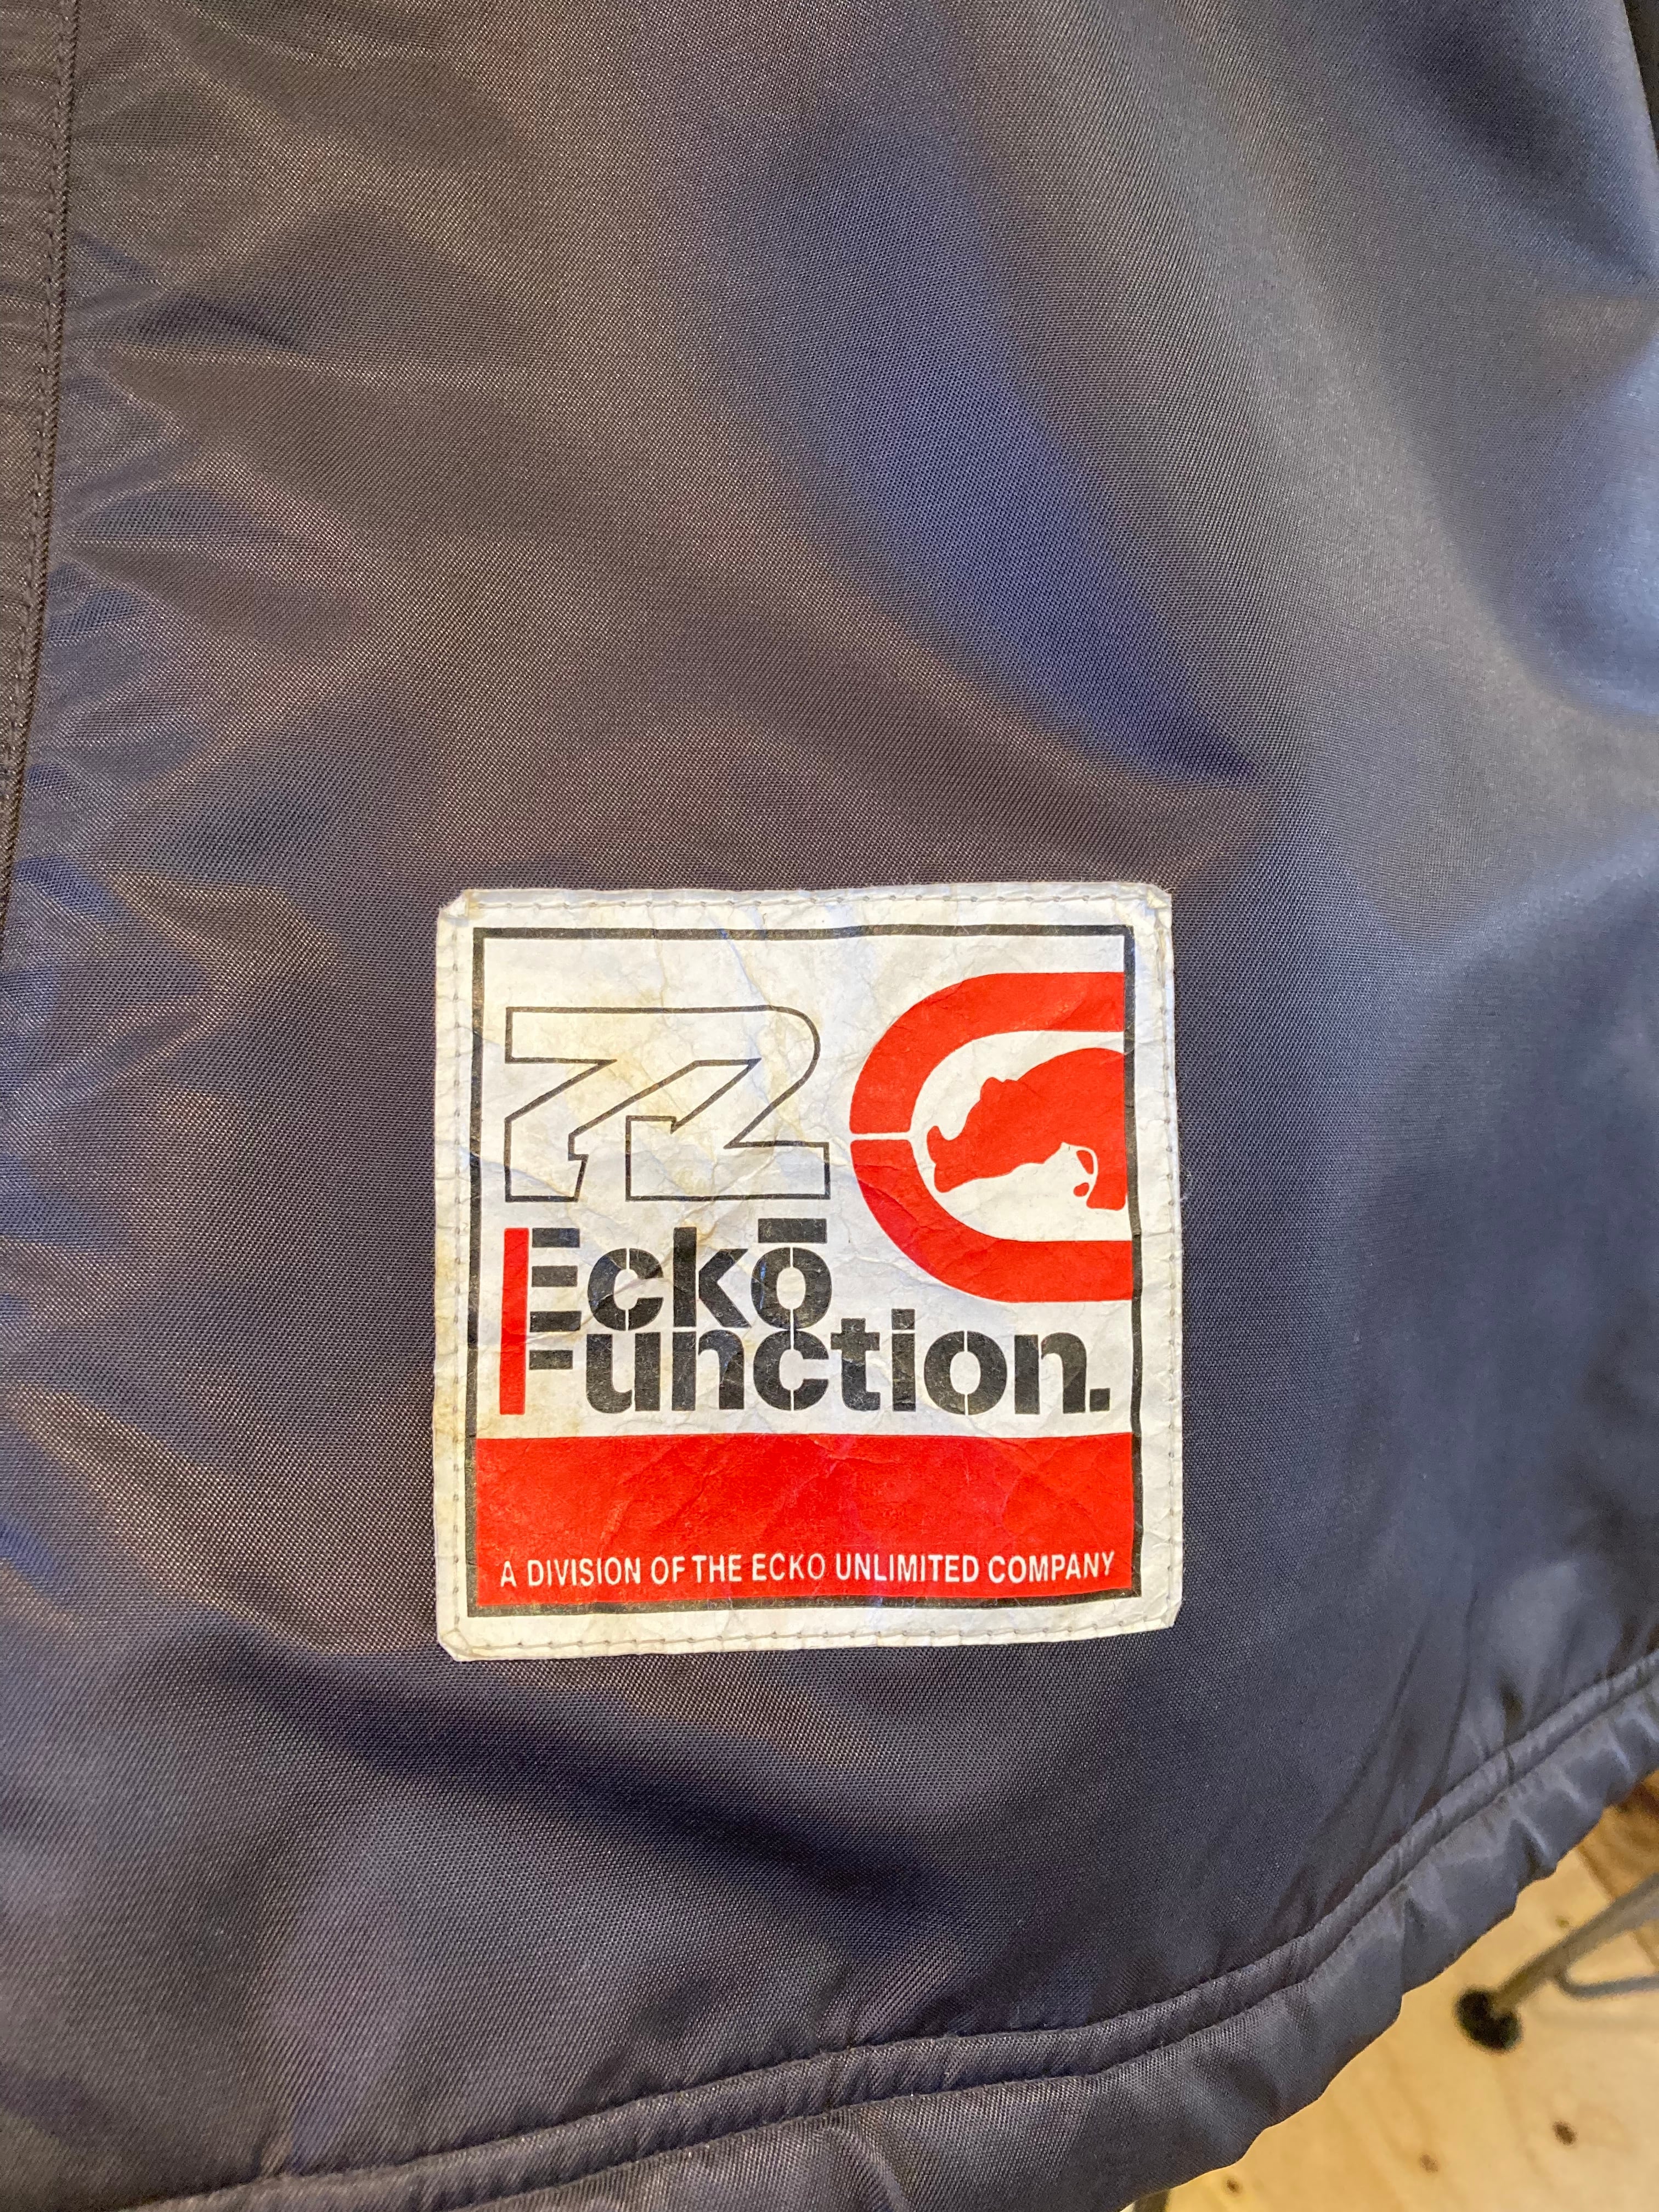 72
Eckō
Function.
A DIVISION OF THE ECKO UNLIMITED COMPANY